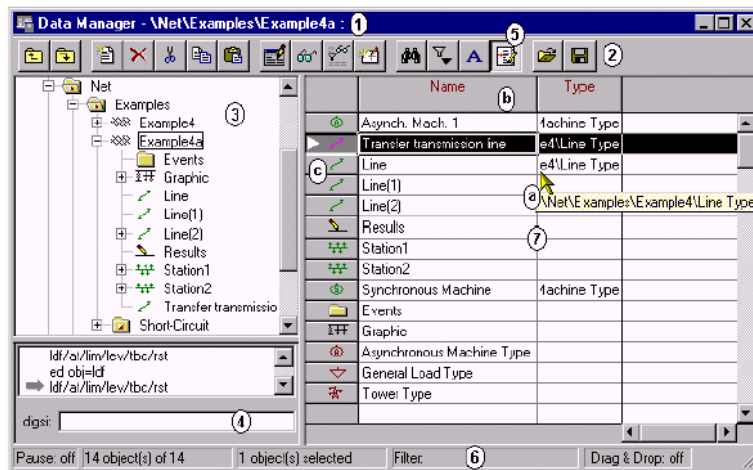 Data Manager - \Net\Examples\Example4a : 1
5
A
2
Net
Examples
Example4
Example4a
Events
Graphic
Line
Line(1)
Line(2)
Results
Station1
Station2
Transfer transmissio
Short-Circuit
3
Name b Type
Asynch. Mach. 1 Machine Type
Transfer transmission line e4\Line Type
c Line e4\Line Type
Line(1)
a \Net\Examples\Example4\Line Type
Line(2)
Results 7
Station1
Station2
Synchronous Machine Machine Type
Events
Graphic
Asynchronous Machine Type
General Load Type
Tower Type
ldf/at/lim/lew/tbc/rst
ed obj=ldf
ldf/at/lim/lew/tbc/rst
digsi: 4
Pause: off 14 object(s) of 14 1 object(s) selected Filter: 6 Drag & Drop: off